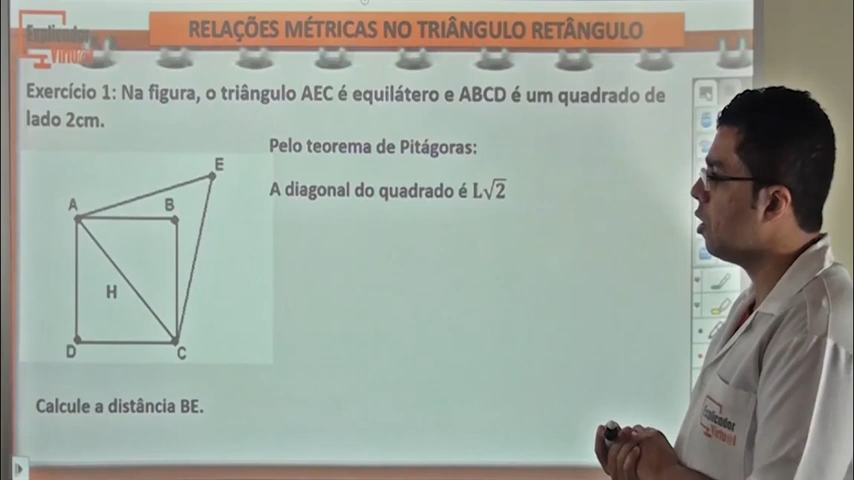 RELAÇÕES MÉTRICAS NO TRIÂNGULO RETÂNGULO
Explicador
Virtual
Exercício 1: Na figura, o triângulo AEC é equilátero e ABCD é um quadrado de
lado 2cm.
Pelo teorema de Pitágoras:
A diagonal do quadrado é L√2
E
A
B
H
D
C
Calcule a distância BE.
Explicador
Virtual